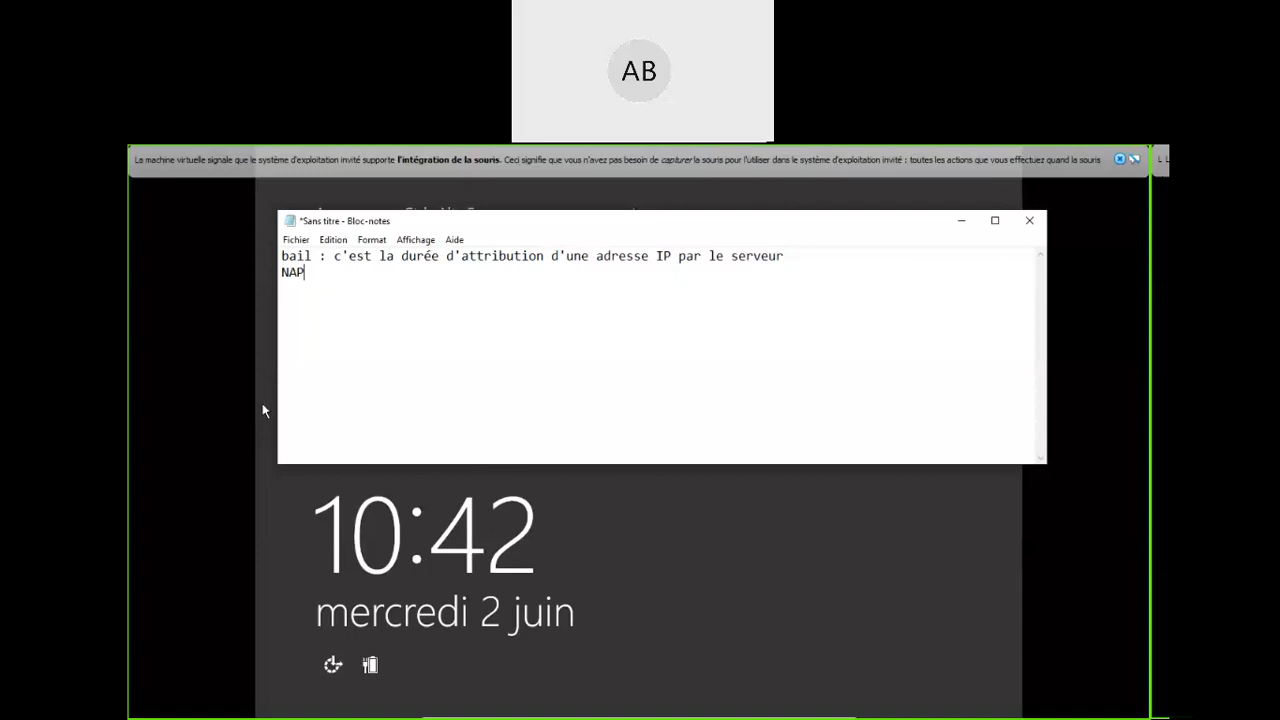 AB
La machine virtuelle signale que le système d'exploitation invité supporte l'intégration de la souris. Ceci signifie que vous n'avez pas besoin de capturer la souris pour l'utiliser dans le système d'exploitation invité : toutes les actions que vous effectuez quand la souris
*Sans titre - Bloc-notes
Fichier Edition Format Affichage Aide
bail : c'est la durée d'attribution d'une adresse IP par le serveur
NAP
10:42
mercredi 2 juin